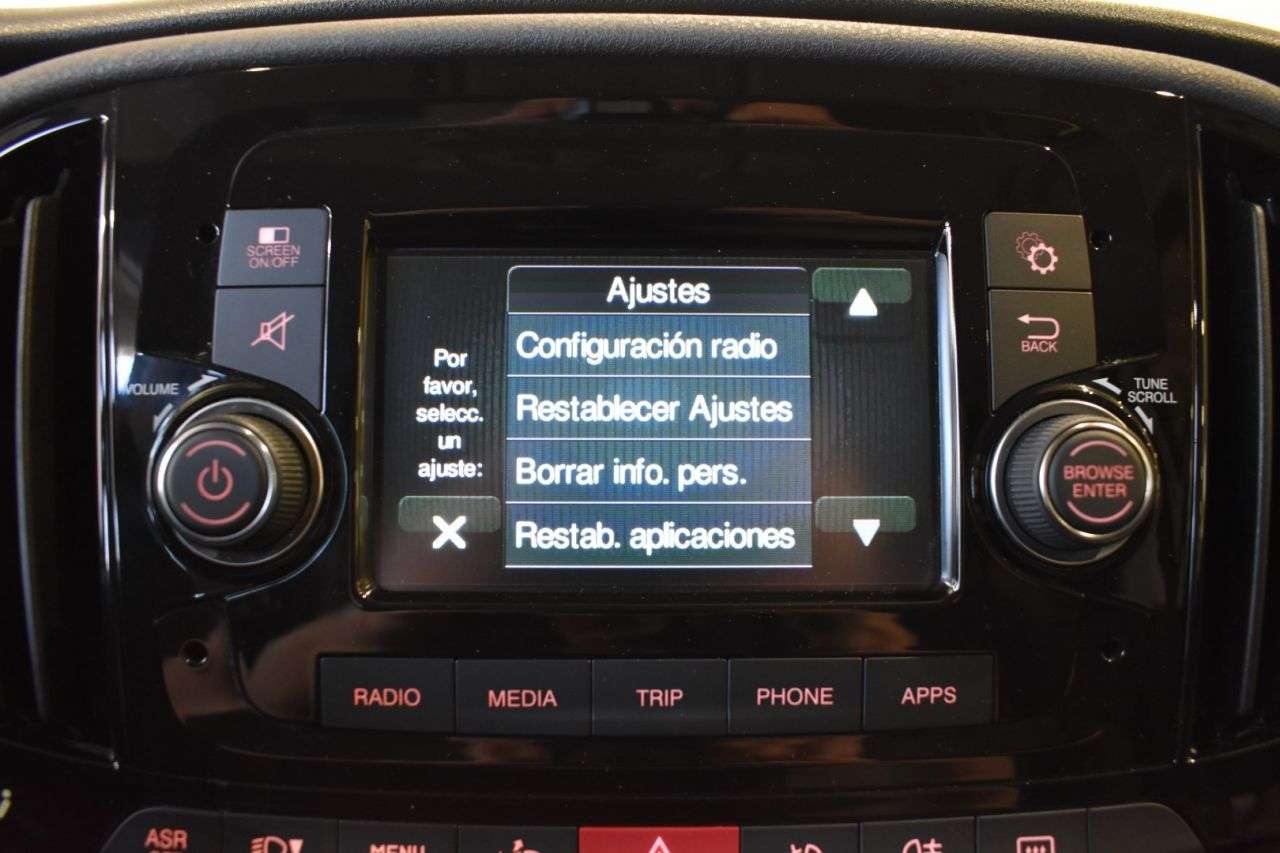 SCREEN
ON/OFF
VOLUME
Ajustes
Configuración radio
Restablecer Ajustes
Borrar info. pers.
Restab. aplicaciones
Por
favor,
selecc.
un
ajuste:
BACK
TUNE
SCROLL
BROWSE
ENTER
RADIO
MEDIA
TRIP
PHONE
APPS
ASR
MENU